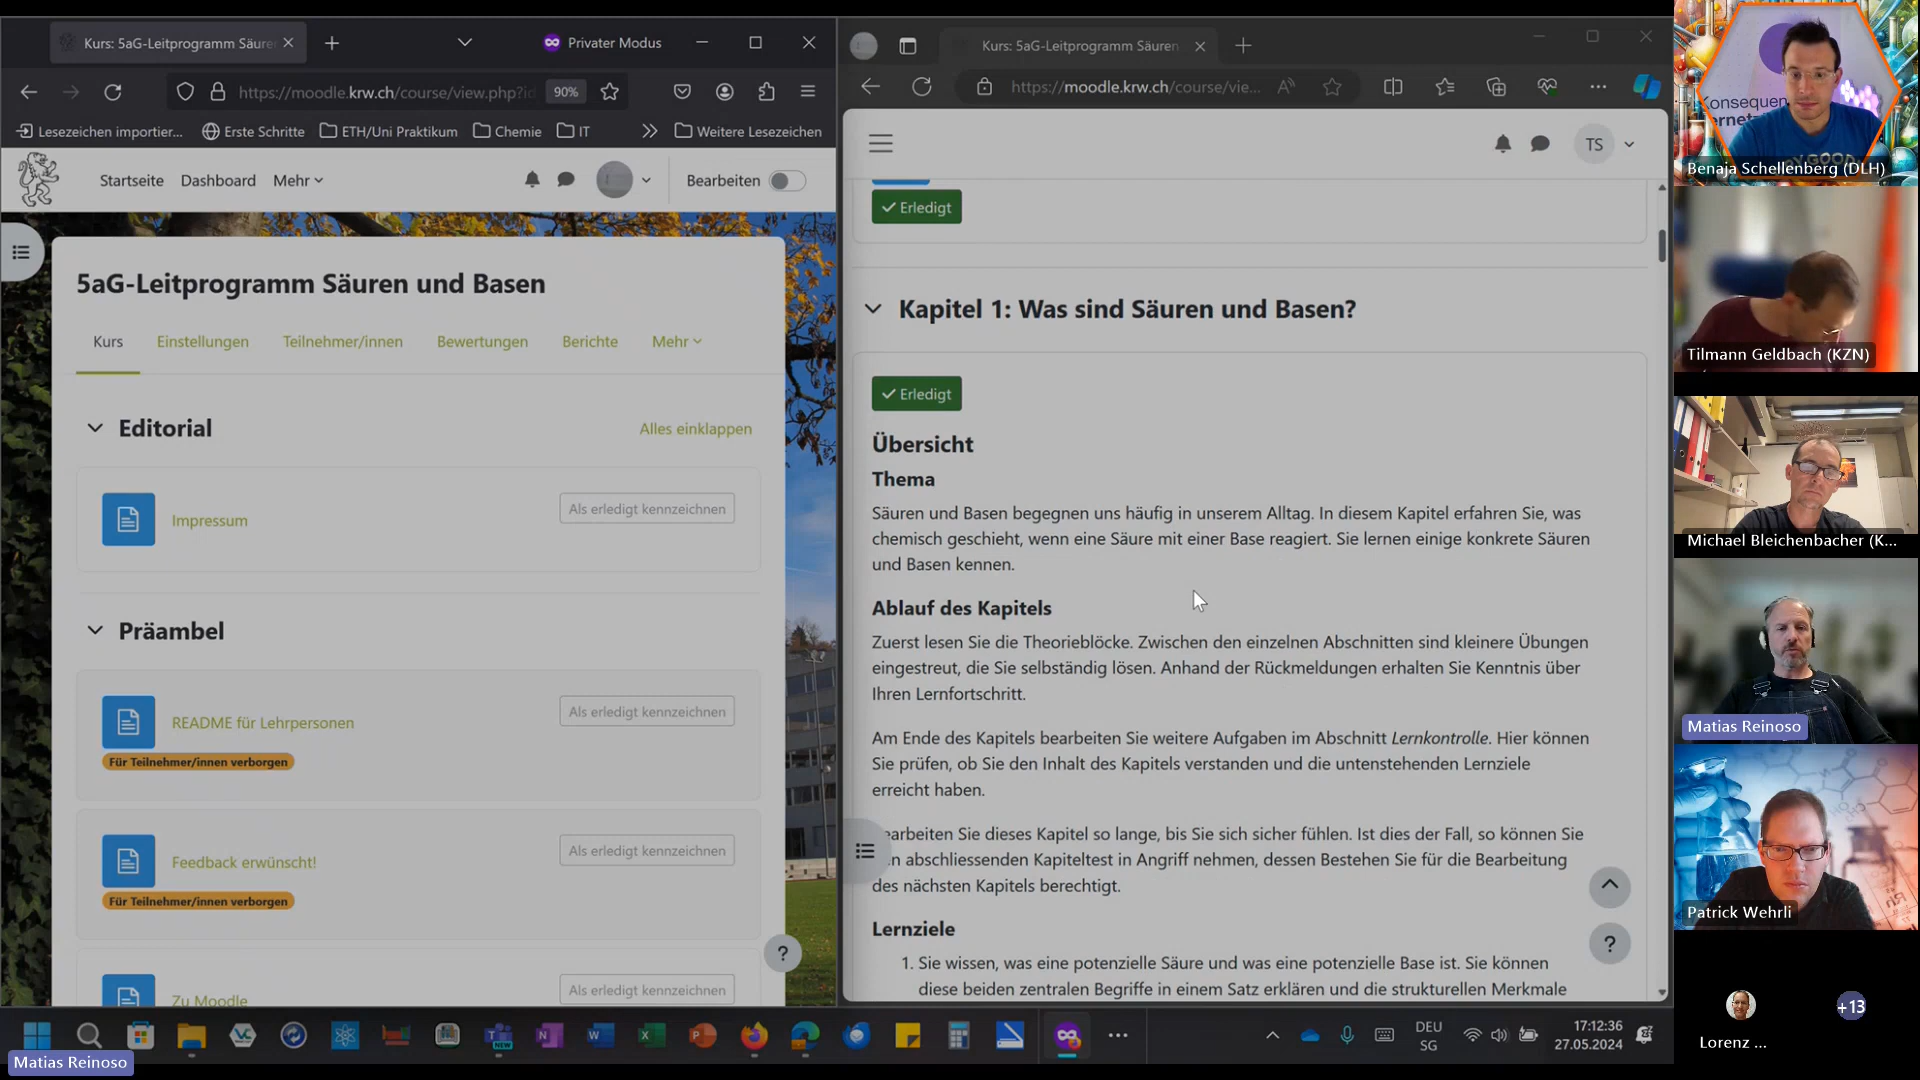 Kurs: 5aG-Leitprogramm Säure
Privater Modus
https://moodle.krw.ch/course/view.php?id
90%
Lesezeichen importier...
Erste Schritte
ETH/Uni Praktikum
Chemie
IT
Weitere Lesezeichen
Startseite
Dashboard
Mehr
Bearbeiten
5aG-Leitprogramm Säuren und Basen
Kurs
Einstellungen
Teilnehmer/innen
Bewertungen
Berichte
Mehr
Editorial
Alles einklappen
Impressum
Als erledigt kennzeichnen
Präambel
README für Lehrpersonen
Als erledigt kennzeichnen
Für Teilnehmer/innen verborgen
Feedback erwünscht!
Als erledigt kennzeichnen
Für Teilnehmer/innen verborgen
Zu Moodle
Als erledigt kennzeichnen
?
Kurs: 5aG-Leitprogramm Säuren
https://moodle.krw.ch/course/vie...
TS
Erledigt
Kapitel 1: Was sind Säuren und Basen?
Erledigt
Übersicht
Thema
Säuren und Basen begegnen uns häufig in unserem Alltag. In diesem Kapitel erfahren Sie, was
chemisch geschieht, wenn eine Säure mit einer Base reagiert. Sie lernen einige konkrete Säuren
und Basen kennen.
Ablauf des Kapitels
Zuerst lesen Sie die Theorieblöcke. Zwischen den einzelnen Abschnitten sind kleinere Übungen
eingestreut, die Sie selbständig lösen. Anhand der Rückmeldungen erhalten Sie Kenntnis über
Ihren Lernfortschritt.
Am Ende des Kapitels bearbeiten Sie weitere Aufgaben im Abschnitt Lernkontrolle. Hier können
Sie prüfen, ob Sie den Inhalt des Kapitels verstanden und die untenstehenden Lernziele
erreicht haben.
earbeiten Sie dieses Kapitel so lange, bis Sie sich sicher fühlen. Ist dies der Fall, so können Sie
n abschliessenden Kapiteltest in Angriff nehmen, dessen Bestehen Sie für die Bearbeitung
des nächsten Kapitels berechtigt.
Lernziele
1. Sie wissen, was eine potenzielle Säure und was eine potenzielle Base ist. Sie können
diese beiden zentralen Begriffe in einem Satz erklären und die strukturellen Merkmale
?
DEU
SG
17:12:36
27.05.2024
Matias Reinoso
Konsequen
Benaja Schellenberg (DLH)
Tilmann Geldbach (KZN)
Michael Bleichenbacher (K...
Matias Reinoso
Patrick Wehrli
Lorenz ...
+13